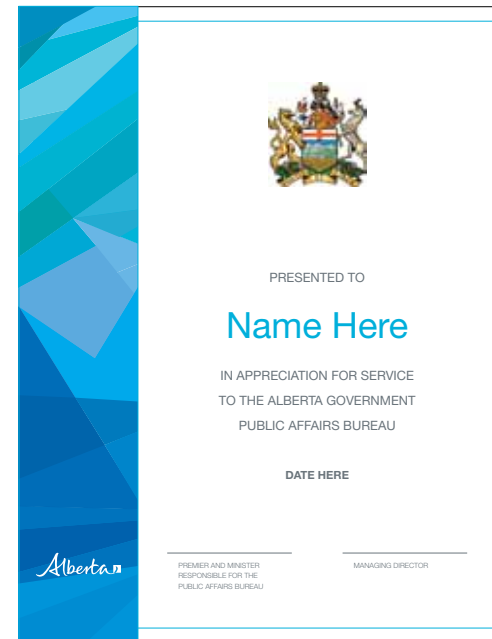 PRESENTED TO
Name Here
IN APPRECIATION FOR SERVICE
TO THE ALBERTA GOVERNMENT
PUBLIC AFFAIRS BUREAU
DATE HERE
Alberta
PREMIER AND MINISTER
RESPONSIBLE FOR THE
PUBLIC AFFAIRS BUREAU
MANAGING DIRECTOR